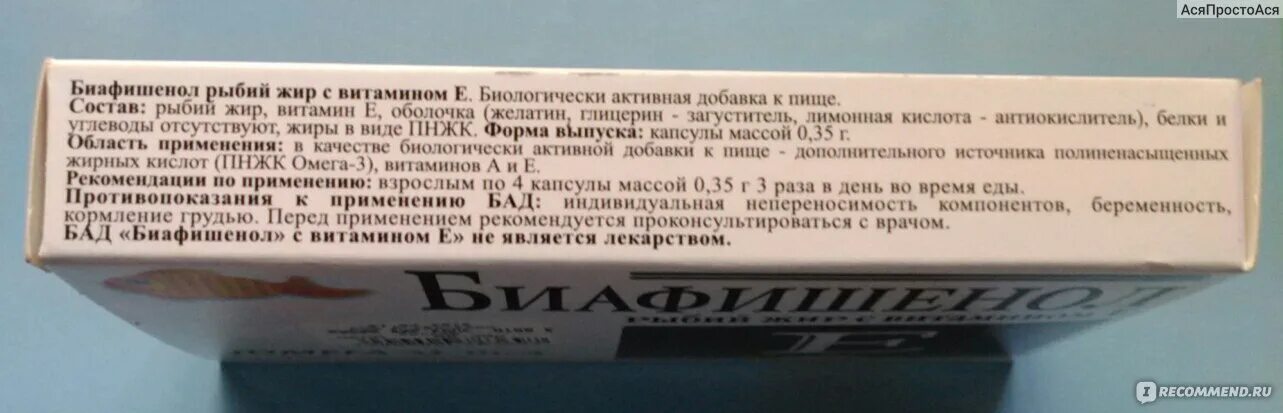 АсяПростоАся
Биафишенол рыбий жир с витамином Е. Биологически активная добавка к пище.
Состав: рыбий жир, витамин Е, оболочка (желатин, глицерин - загуститель, лимонная кислота - антиокислитель), белки и
углеводы отсутствуют, жиры в виде ПНЖК. Форма выпуска: капсулы массой 0,35 г.
Область применения: в качестве биологически активной добавки к пище - дополнительного источника полиненасыщенных
жирных кислот (ПНЖК Омега-3), витаминов А и Е.
Рекомендации по применению: взрослым по 4 капсулы массой 0,35 г 3 раза в день во время еды.
Противопоказания к применению БАД: индивидуальная непереносимость компонентов, беременность,
кормление грудью. Перед применением рекомендуется проконсультироваться с врачом.
БАД «Биафишенол» с витамином Е» не является лекарством.
БИАФИШЕНОЛ
РЫБИЙ ЖИР С ВИТАМИНОМ
Е
IRECOMMEND.RU